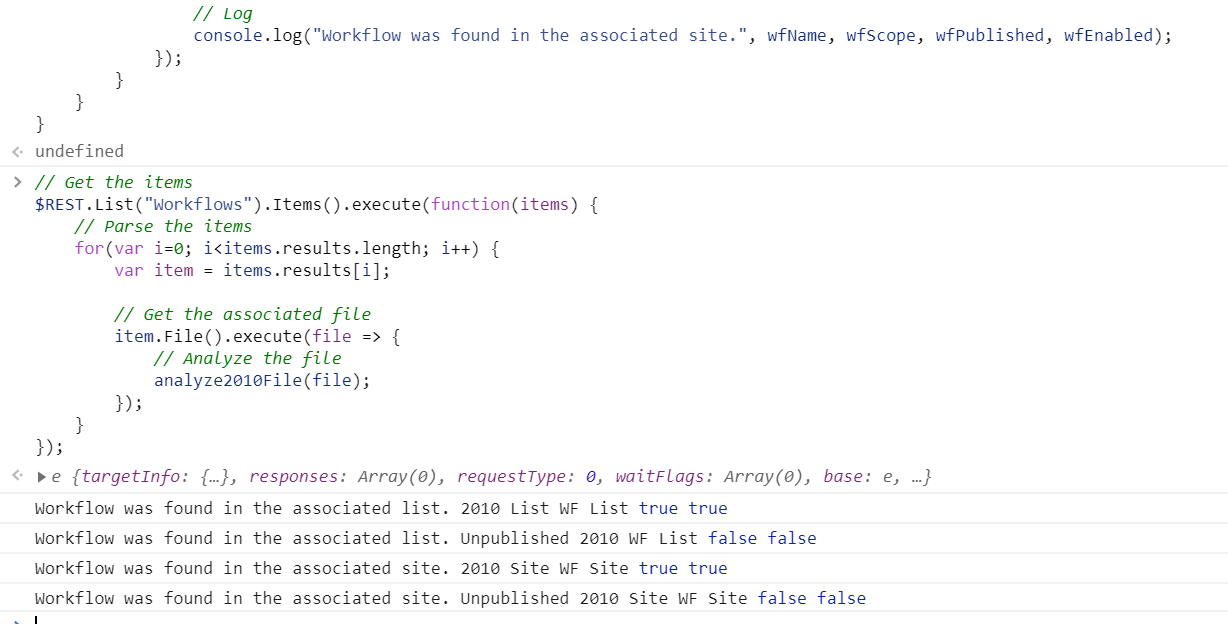 // Log
console.log("Workflow was found in the associated site.", wfName, wfScope, wfPublished, wfEnabled);
});
}
}
}
undefined
// Get the items
$REST.List("Workflows").Items().execute(function(items) {
// Parse the items
for(var i=0; i<items.results.length; i++) {
var item = items.results[i];
// Get the associated file
item.File().execute(file => {
// Analyze the file
analyze2010File(file);
});
}
});
e {targetInfo: {…}, responses: Array(0), requestType: 0, waitFlags: Array(0), base: e, …}
Workflow was found in the associated list. 2010 List WF List true true
Workflow was found in the associated list. Unpublished 2010 WF List false false
Workflow was found in the associated site. 2010 Site WF Site true true
Workflow was found in the associated site. Unpublished 2010 Site WF Site false false